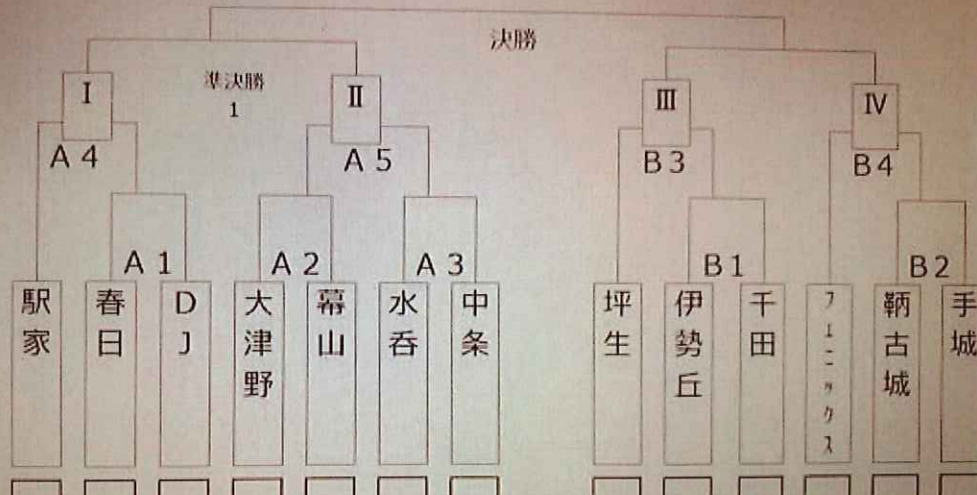 決勝
準決勝
1
I
II
III
IV
A 4
A 5
B 3
B 4
A 1
A 2
A 3
B 1
B 2
駅家
春日
DJ
大津野
幕山
水呑
中条
坪生
伊勢丘
千田
フェニックス
鞆古城
手城